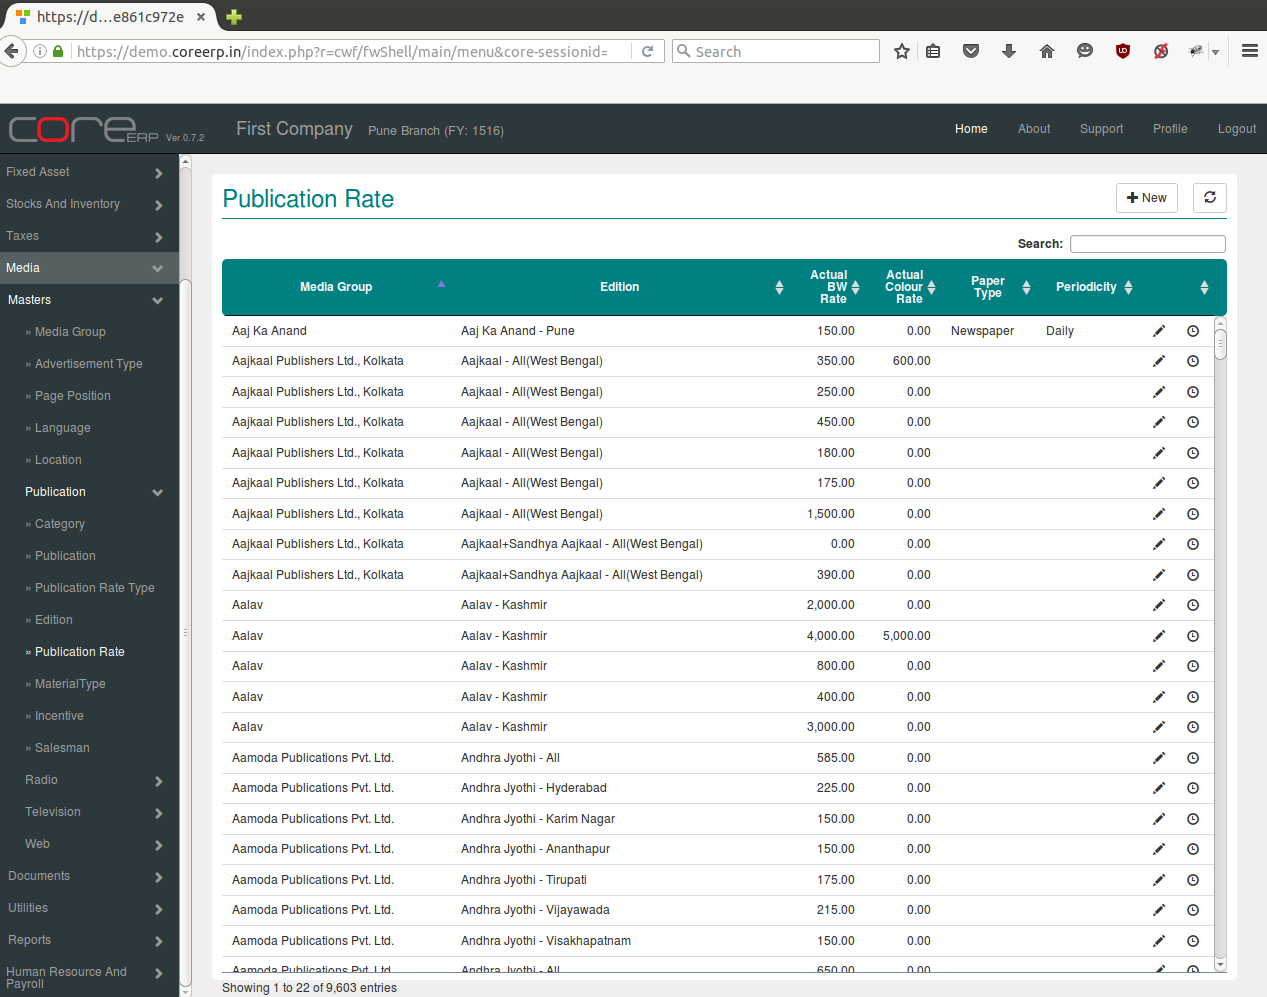 https://d...e861c972e
https://demo.coreerp.in/index.php?r=cwf/fwShell/main/menu&core-sessionid=
Search
core ERP Ver 0.7.2
First Company Pune Branch (FY: 1516)
Home About Support Profile Logout
Fixed Asset
Stocks And Inventory
Taxes
Media
Masters
» Media Group
» Advertisement Type
» Page Position
» Language
» Location
Publication
» Category
» Publication
» Publication Rate Type
» Edition
» Publication Rate
» MaterialType
» Incentive
» Salesman
Radio
Television
Web
Documents
Utilities
Reports
Human Resource And
Payroll
Publication Rate
New
Search:
Media Group Edition Actual BW Rate Actual Colour Rate Paper Type Periodicity
Aaj Ka Anand Aaj Ka Anand - Pune 150.00 0.00 Newspaper Daily
Aajkaal Publishers Ltd., Kolkata Aajkaal - All(West Bengal) 350.00 600.00
Aajkaal Publishers Ltd., Kolkata Aajkaal - All(West Bengal) 250.00 0.00
Aajkaal Publishers Ltd., Kolkata Aajkaal - All(West Bengal) 450.00 0.00
Aajkaal Publishers Ltd., Kolkata Aajkaal - All(West Bengal) 180.00 0.00
Aajkaal Publishers Ltd., Kolkata Aajkaal - All(West Bengal) 175.00 0.00
Aajkaal Publishers Ltd., Kolkata Aajkaal - All(West Bengal) 1,500.00 0.00
Aajkaal Publishers Ltd., Kolkata Aajkaal+Sandhya Aajkaal - All(West Bengal) 0.00 0.00
Aajkaal Publishers Ltd., Kolkata Aajkaal+Sandhya Aajkaal - All(West Bengal) 390.00 0.00
Aalav Aalav - Kashmir 2,000.00 0.00
Aalav Aalav - Kashmir 4,000.00 5,000.00
Aalav Aalav - Kashmir 800.00 0.00
Aalav Aalav - Kashmir 400.00 0.00
Aalav Aalav - Kashmir 3,000.00 0.00
Aamoda Publications Pvt. Ltd. Andhra Jyothi - All 585.00 0.00
Aamoda Publications Pvt. Ltd. Andhra Jyothi - Hyderabad 225.00 0.00
Aamoda Publications Pvt. Ltd. Andhra Jyothi - Karim Nagar 150.00 0.00
Aamoda Publications Pvt. Ltd. Andhra Jyothi - Ananthapur 150.00 0.00
Aamoda Publications Pvt. Ltd. Andhra Jyothi - Tirupati 175.00 0.00
Aamoda Publications Pvt. Ltd. Andhra Jyothi - Vijayawada 215.00 0.00
Aamoda Publications Pvt. Ltd. Andhra Jyothi - Visakhapatnam 150.00 0.00
Aamoda Publications Pvt. Ltd. Andhra Jyothi - All 650.00 0.00
Showing 1 to 22 of 9,603 entries